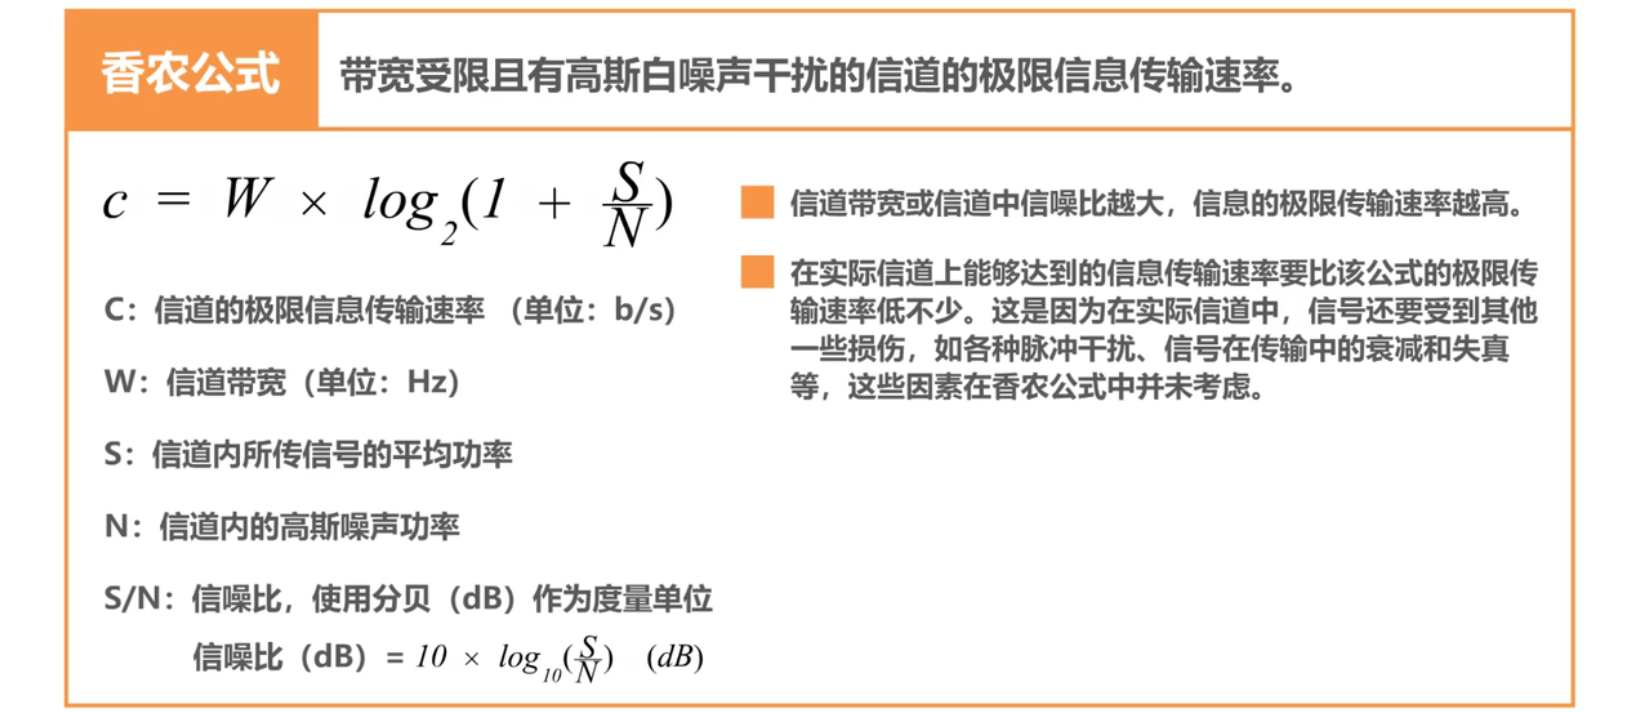 香农公式
带宽受限且有高斯白噪声干扰的信道的极限信息传输速率。
c = W × log₂(1 + S/N)
C：信道的极限信息传输速率 （单位：b/s）
W：信道带宽（单位：Hz）
S：信道内所传信号的平均功率
N：信道内的高斯噪声功率
S/N：信噪比，使用分贝（dB）作为度量单位
信噪比（dB）= 10 × log₁₀(S/N) (dB)
信道带宽或信道中信噪比越大，信息的极限传输速率越高。
在实际信道上能够达到的信息传输速率要比该公式的极限传
输速率低不少。这是因为在实际信道中，信号还要受到其他
一些损伤，如各种脉冲干扰、信号在传输中的衰减和失真
等，这些因素在香农公式中并未考虑。